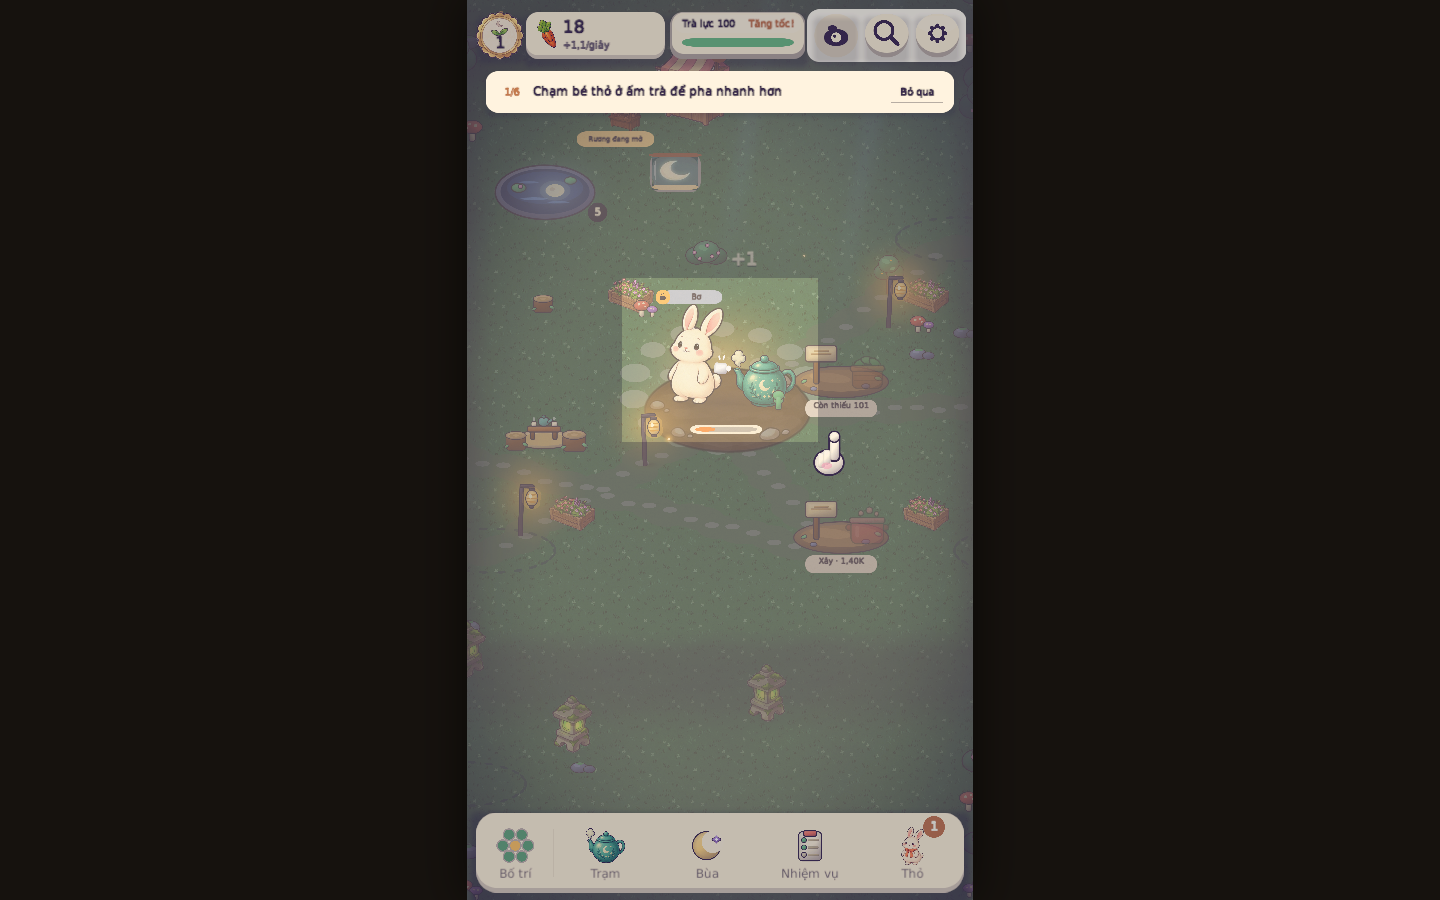 1
18
+1,1/giây
Trà lực 100 Tăng tốc!
1/6 Chạm bé thỏ ở ấm trà để pha nhanh hơn Bỏ qua
Rương đang mở
5
+1
Bơ
Còn thiếu 101
Xây · 1,40K
1
Bố trí Trạm Bùa Nhiệm vụ Thỏ